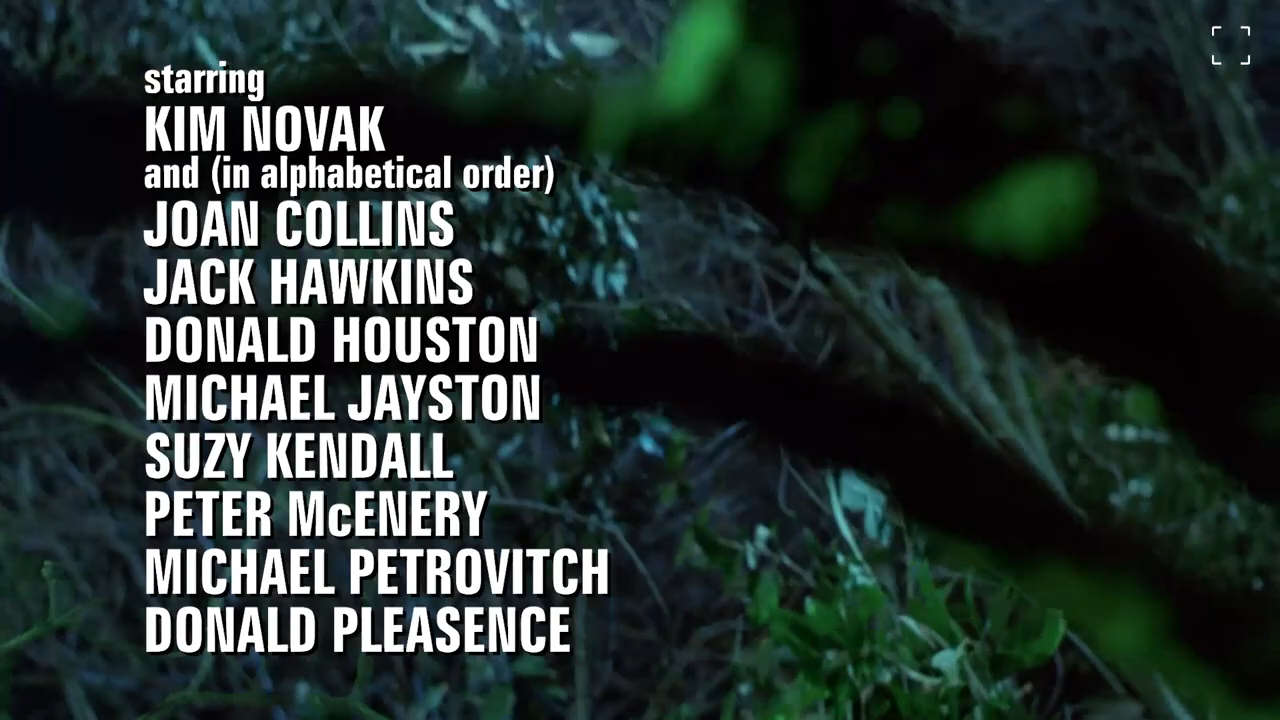 starring
KIM NOVAK
and (in alphabetical order)
JOAN COLLINS
JACK HAWKINS
DONALD HOUSTON
MICHAEL JAYSTON
SUZY KENDALL
PETER McENERY
MICHAEL PETROVITCH
DONALD PLEASENCE